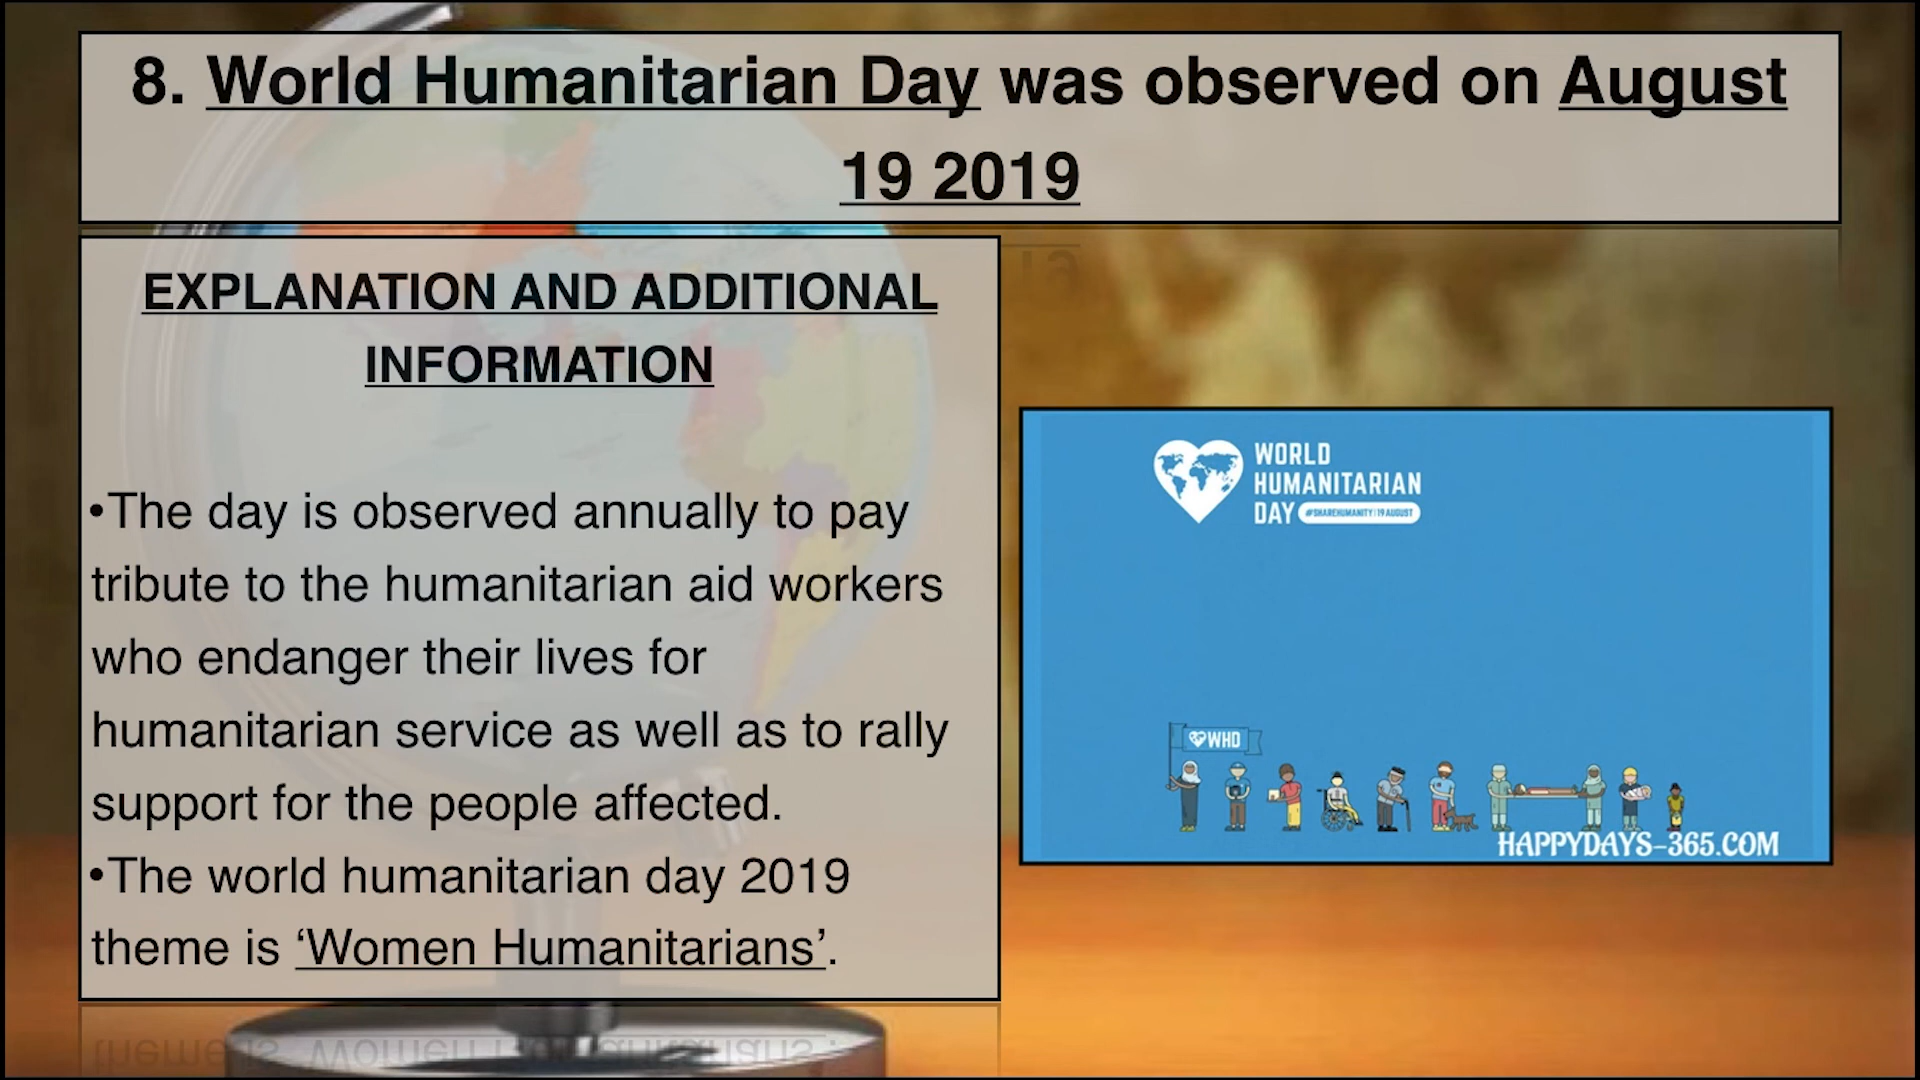 8. World Humanitarian Day was observed on August
19 2019
EXPLANATION AND ADDITIONAL
INFORMATION
•The day is observed annually to pay
tribute to the humanitarian aid workers
who endanger their lives for
humanitarian service as well as to rally
support for the people affected.
•The world humanitarian day 2019
theme is ‘Women Humanitarians’.
WORLD
HUMANITARIAN
DAY #SHAREHUMANITY | 19 AUGUST
WHD
HAPPYDAYS-365.COM